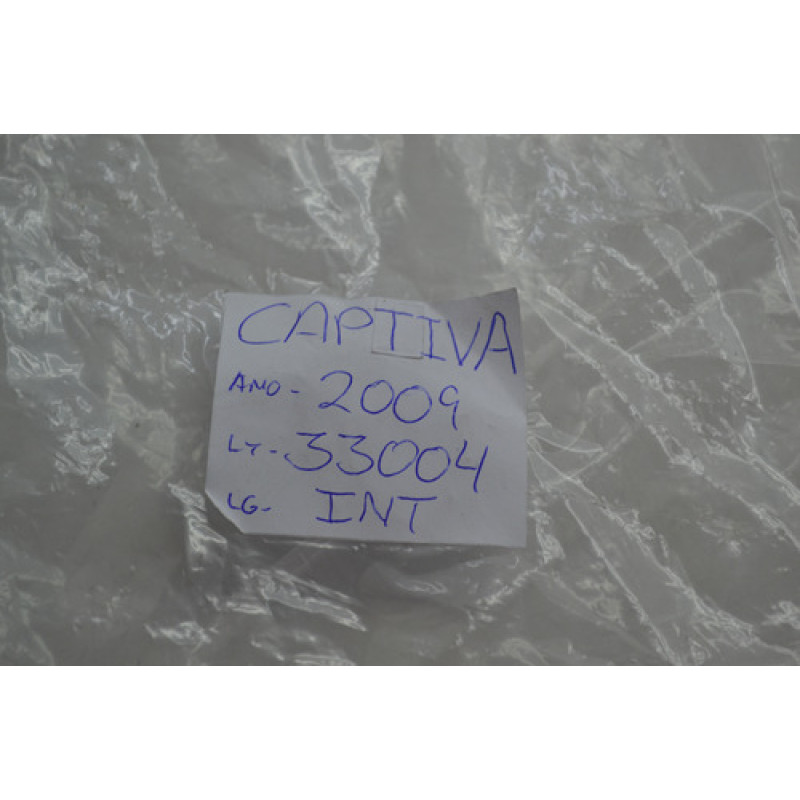 CAPTIVA
ANO- 2009
LT- 33004
LG- INT